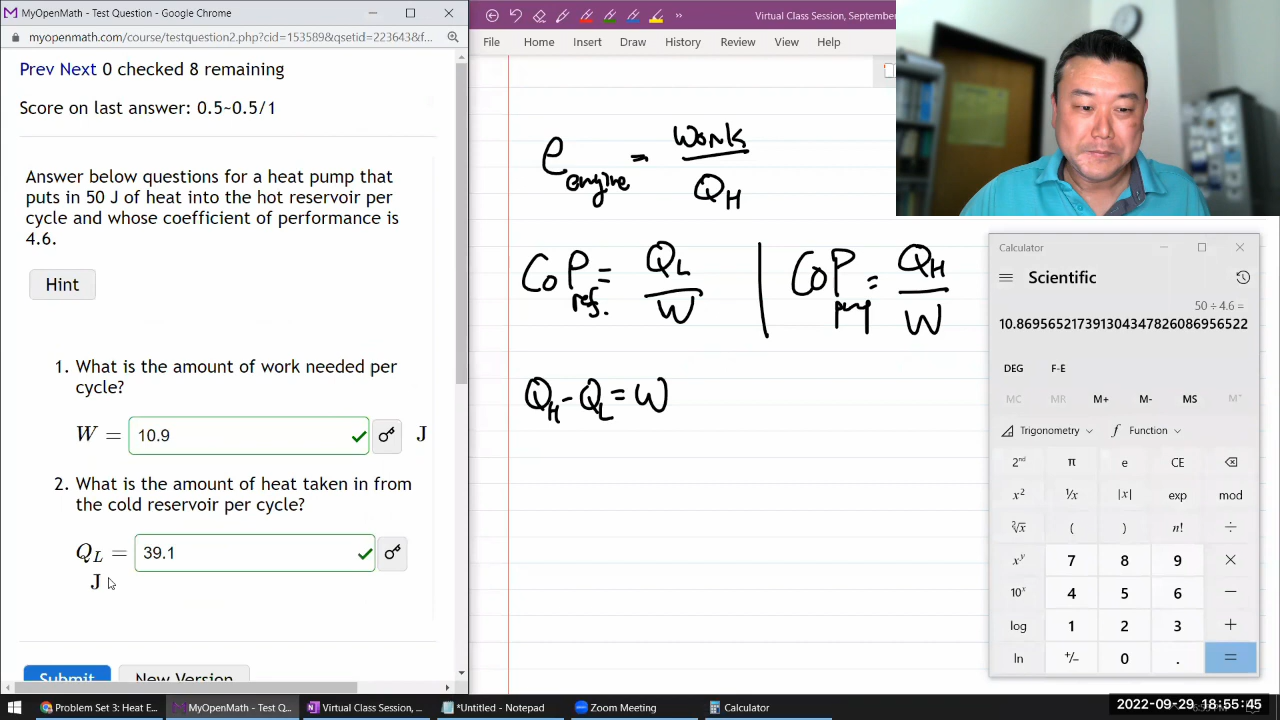 MyOpenMath - Test Question - Google Chrome
myopenmath.com/course/testquestion2.php?cid=153589&qsetid=223643&f...
Prev Next 0 checked 8 remaining
Score on last answer: 0.5~0.5/1
Answer below questions for a heat pump that
puts in 50 J of heat into the hot reservoir per
cycle and whose coefficient of performance is
4.6.
Hint
1. What is the amount of work needed per
cycle?
W = 10.9 J
2. What is the amount of heat taken in from
the cold reservoir per cycle?
Q_L = 39.1
J
Submit New Version
Virtual Class Session, September
File Home Insert Draw History Review View Help
e engine = work / Q_H
CoP ref. = Q_L / W | CoP pump = Q_H / W
Q_H - Q_L = W
Calculator
Scientific
50 ÷ 4.6 =
10.869565217391304347826086956522
DEG F-E
MC MR M+ M- MS M˅
Trigonometry f Function
2nd π e CE
x² ¹/x |x| exp mod
²√x ( ) n! ÷
xʸ 7 8 9 ×
10ˣ 4 5 6 −
log 1 2 3 +
ln +/− 0 . =
Problem Set 3: Heat E... MyOpenMath - Test Q... Virtual Class Session, ... *Untitled - Notepad Zoom Meeting Calculator
2022-09-29 18:55:45